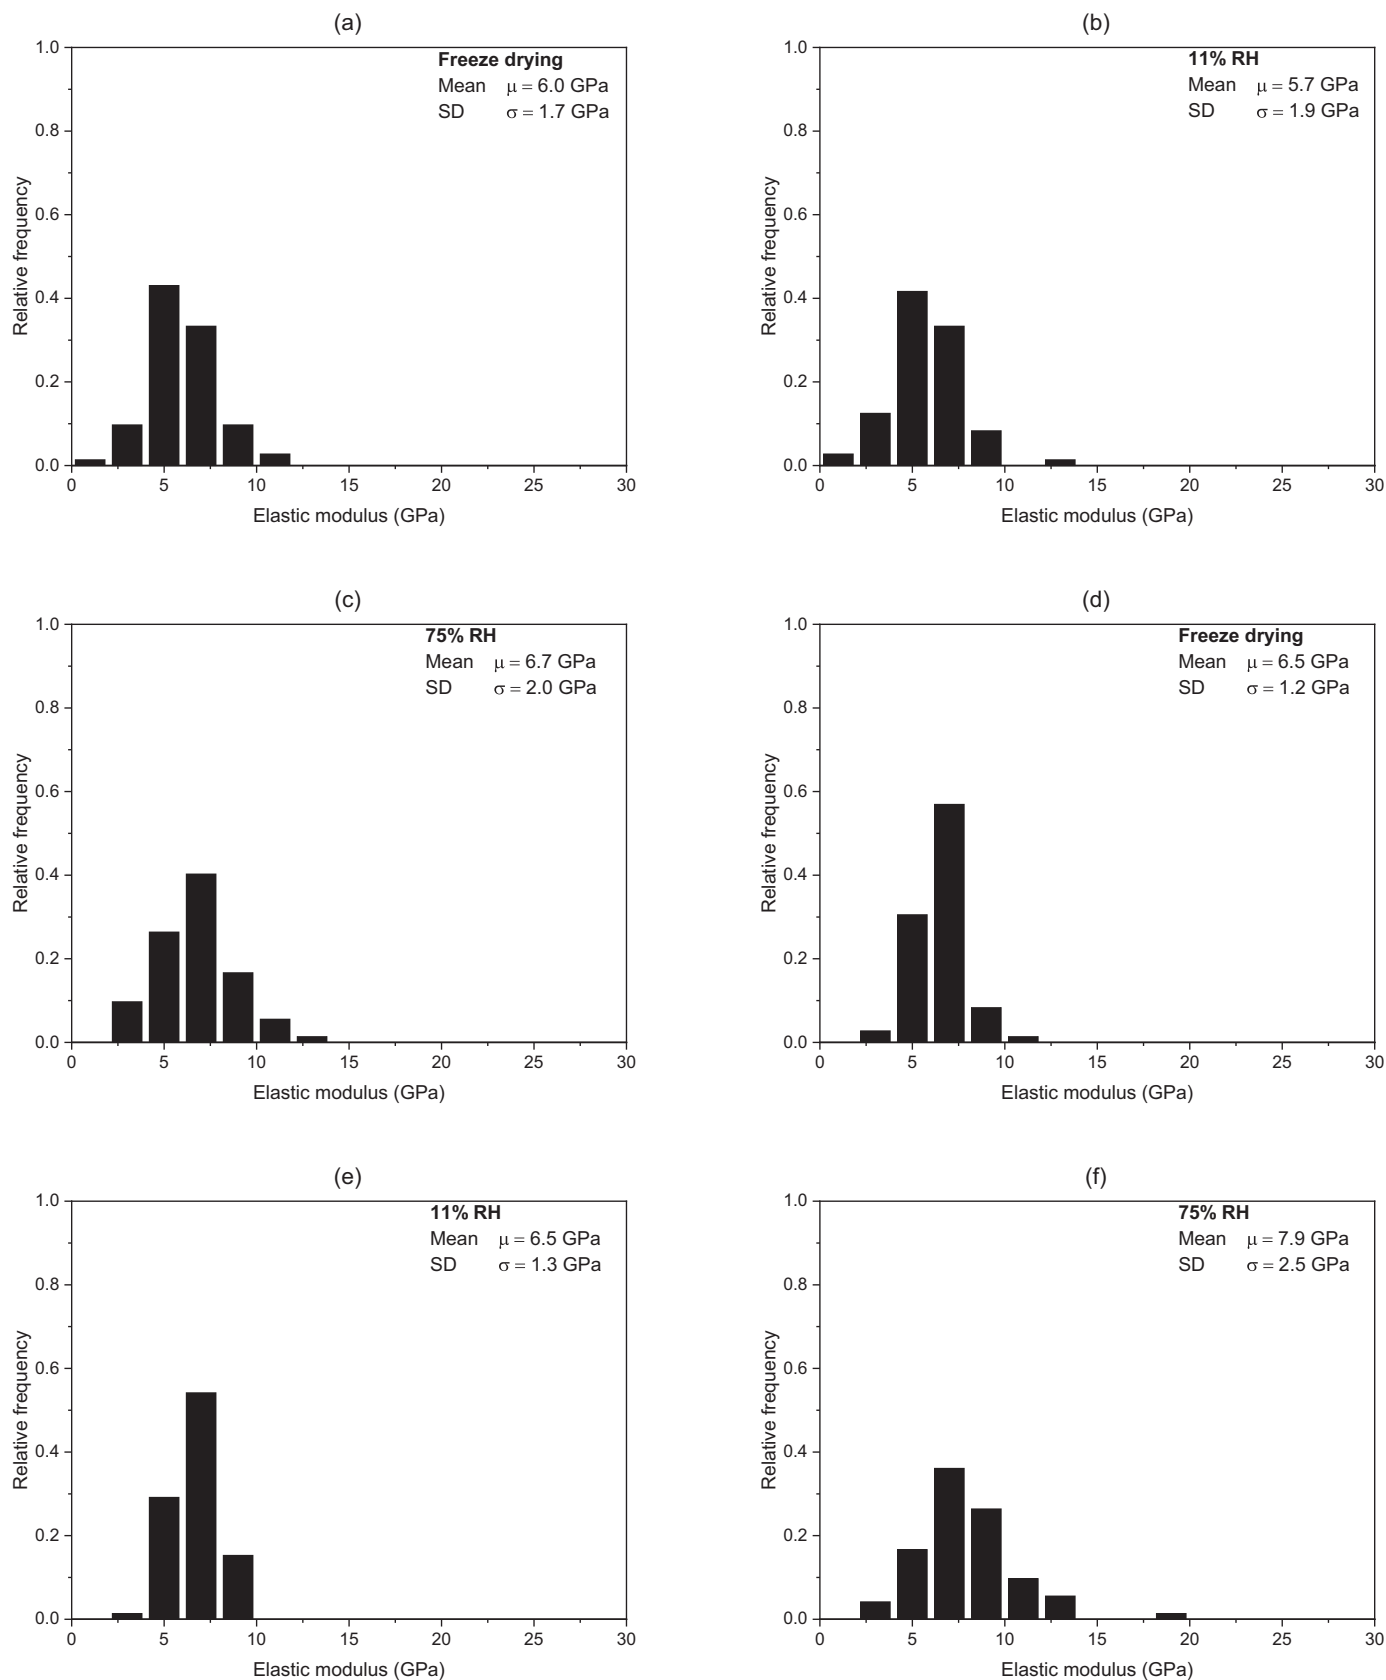 (a)
Freeze drying
Mean μ = 6.0 GPa
SD σ = 1.7 GPa
1.0
0.8
0.6
0.4
0.2
0.0
Relative frequency
0 5 10 15 20 25 30
Elastic modulus (GPa)
(b)
11% RH
Mean μ = 5.7 GPa
SD σ = 1.9 GPa
1.0
0.8
0.6
0.4
0.2
0.0
Relative frequency
0 5 10 15 20 25 30
Elastic modulus (GPa)
(c)
75% RH
Mean μ = 6.7 GPa
SD σ = 2.0 GPa
1.0
0.8
0.6
0.4
0.2
0.0
Relative frequency
0 5 10 15 20 25 30
Elastic modulus (GPa)
(d)
Freeze drying
Mean μ = 6.5 GPa
SD σ = 1.2 GPa
1.0
0.8
0.6
0.4
0.2
0.0
Relative frequency
0 5 10 15 20 25 30
Elastic modulus (GPa)
(e)
11% RH
Mean μ = 6.5 GPa
SD σ = 1.3 GPa
1.0
0.8
0.6
0.4
0.2
0.0
Relative frequency
0 5 10 15 20 25 30
Elastic modulus (GPa)
(f)
75% RH
Mean μ = 7.9 GPa
SD σ = 2.5 GPa
1.0
0.8
0.6
0.4
0.2
0.0
Relative frequency
0 5 10 15 20 25 30
Elastic modulus (GPa)